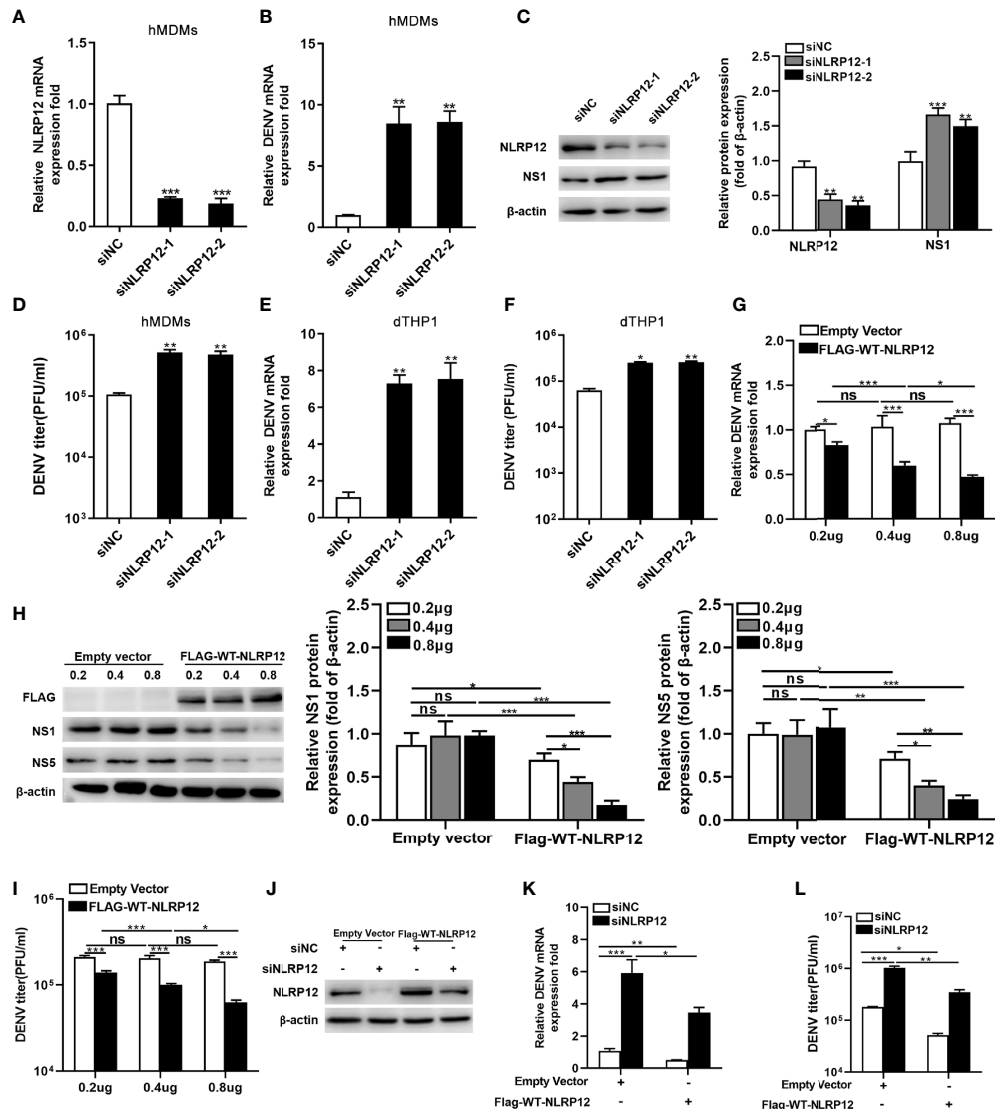 A
hMDMs
Relative NLRP12 mRNA
expression fold
1.5
1.0
0.5
0.0
***
***
siNC
siNLRP12-1
siNLRP12-2
B
hMDMs
Relative DENV mRNA
expression fold
15
10
5
0
**
**
siNC
siNLRP12-1
siNLRP12-2
C
siNC
siNLRP12-1
siNLRP12-2
NLRP12
NS1
β-actin
siNC
siNLRP12-1
siNLRP12-2
Relative protein expression
(fold of β-actin)
2.5
2.0
1.5
1.0
0.5
0.0
**
**
***
**
NLRP12
NS1
D
hMDMs
DENV titer(PFU/ml)
10⁶
10⁵
10⁴
10³
**
**
siNC
siNLRP12-1
siNLRP12-2
E
dTHP1
Relative DENV mRNA
expression fold
10
8
6
4
2
0
**
**
siNC
siNLRP12-1
siNLRP12-2
F
dTHP1
DENV titer (PFU/ml)
10⁶
10⁵
10⁴
10³
10²
*
**
siNC
siNLRP12-1
siNLRP12-2
G
Empty Vector
FLAG-WT-NLRP12
Relative DENV mRNA
expression fold
2.0
1.5
1.0
0.5
0.0
***
*
ns
ns
*
***
***
0.2ug
0.4ug
0.8ug
H
Empty vector
FLAG-WT-NLRP12
0.2 0.4 0.8 0.2 0.4 0.8
FLAG
NS1
NS5
β-actin
0.2μg
0.4μg
0.8μg
Relative NS1 protein
expression (fold of β-actin)
2.5
2.0
1.5
1.0
0.5
0.0
*
ns
***
ns
***
***
*
Empty vector
Flag-WT-NLRP12
0.2μg
0.4μg
0.8μg
Relative NS5 protein
expression (fold of β-actin)
2.5
2.0
1.5
1.0
0.5
0.0
*
ns
***
ns
**
**
*
Empty vector
Flag-WT-NLRP12
I
Empty Vector
FLAG-WT-NLRP12
DENV titer(PFU/ml)
10⁶
10⁵
10⁴
***
*
ns
ns
***
***
***
0.2ug
0.4ug
0.8ug
J
Empty Vector Flag-WT-NLRP12
siNC + - + -
siNLRP12 - + - +
NLRP12
β-actin
K
siNC
siNLRP12
Relative DENV mRNA
expression fold
10
8
6
4
2
0
**
***
*
Empty Vector + -
Flag-WT-NLRP12 - +
L
siNC
siNLRP12
DENV titer(PFU/ml)
10⁷
10⁶
10⁵
10⁴
*
***
**
Empty Vector + -
Flag-WT-NLRP12 - +